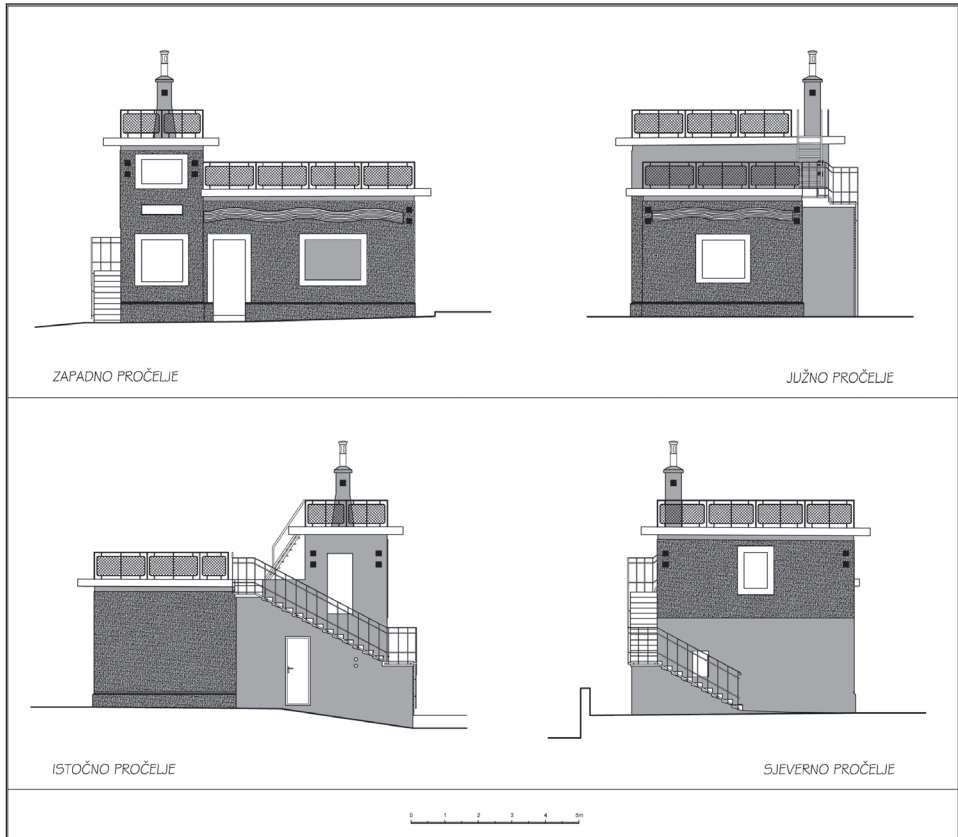 ZAPADNO PROČELJE
JUŽNO PROČELJE
ISTOČNO PROČELJE
SJEVERNO PROČELJE
0 1 2 3 4 5m